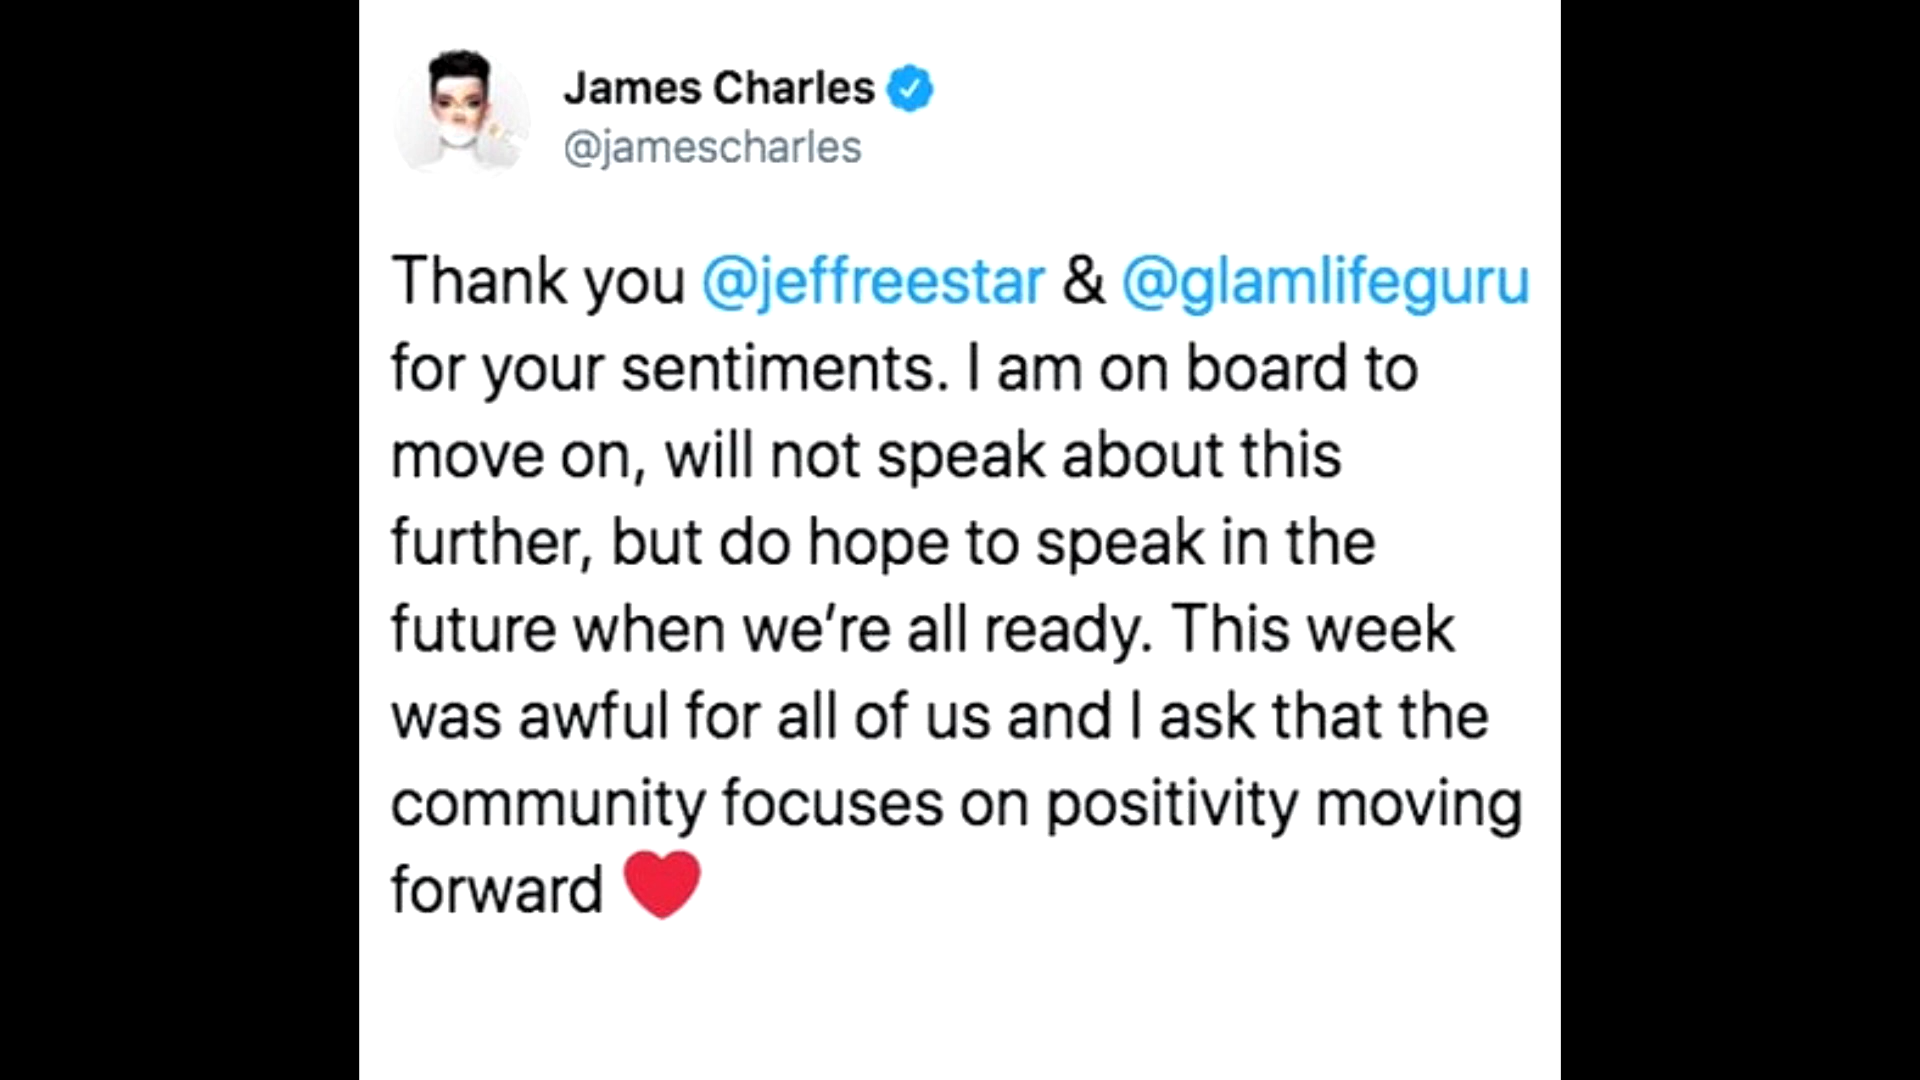 James Charles
@jamescharles
Thank you @jeffreestar & @glamlifeguru
for your sentiments. I am on board to
move on, will not speak about this
further, but do hope to speak in the
future when we’re all ready. This week
was awful for all of us and I ask that the
community focuses on positivity moving
forward ❤️